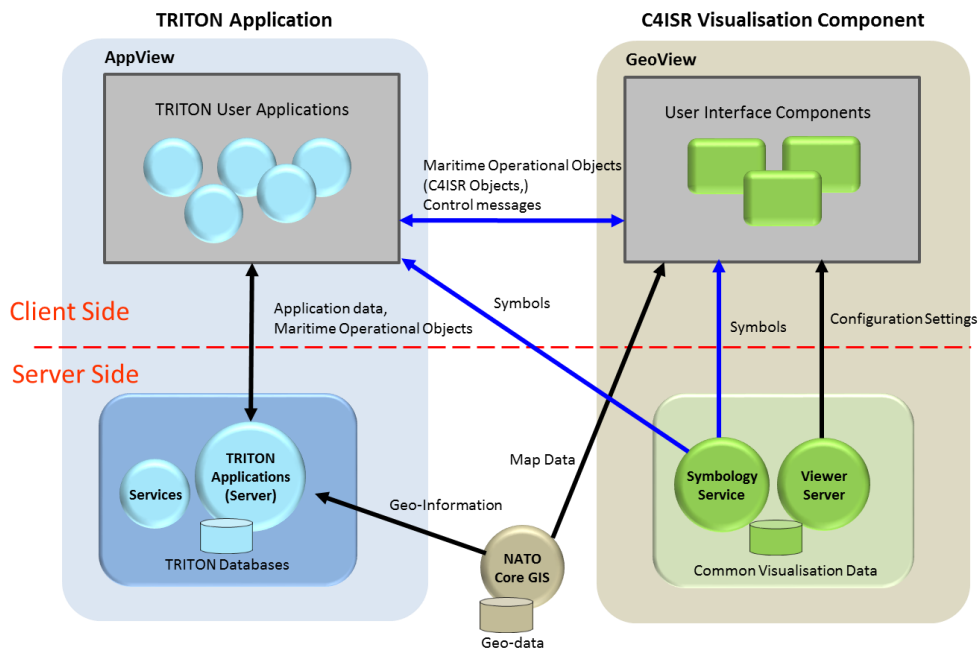 TRITON Application
C4ISR Visualisation Component
AppView
GeoView
TRITON User Applications
User Interface Components
Maritime Operational Objects
(C4ISR Objects,)
Control messages
Client Side
Application data,
Maritime Operational Objects
Symbols
Symbols
Configuration Settings
Server Side
Services
TRITON
Applications
(Server)
TRITON Databases
Geo-Information
Map Data
NATO
Core GIS
Geo-data
Symbology
Service
Viewer
Server
Common Visualisation Data